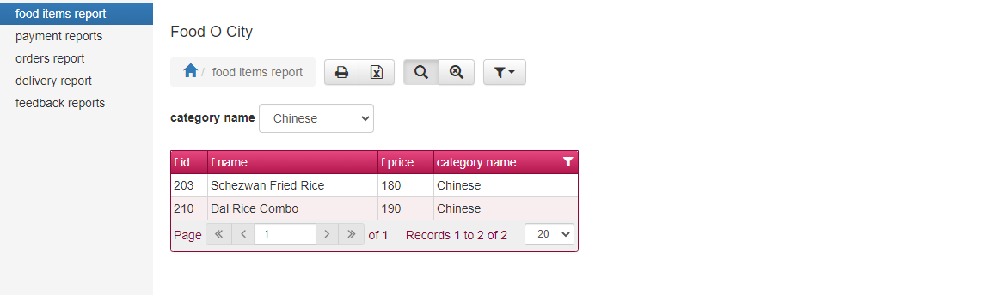 food items report
payment reports
orders report
delivery report
feedback reports
Food O City
/ food items report
category name Chinese
f id f name f price category name
203 Schezwan Fried Rice 180 Chinese
210 Dal Rice Combo 190 Chinese
Page 1 of 1 Records 1 to 2 of 2 20